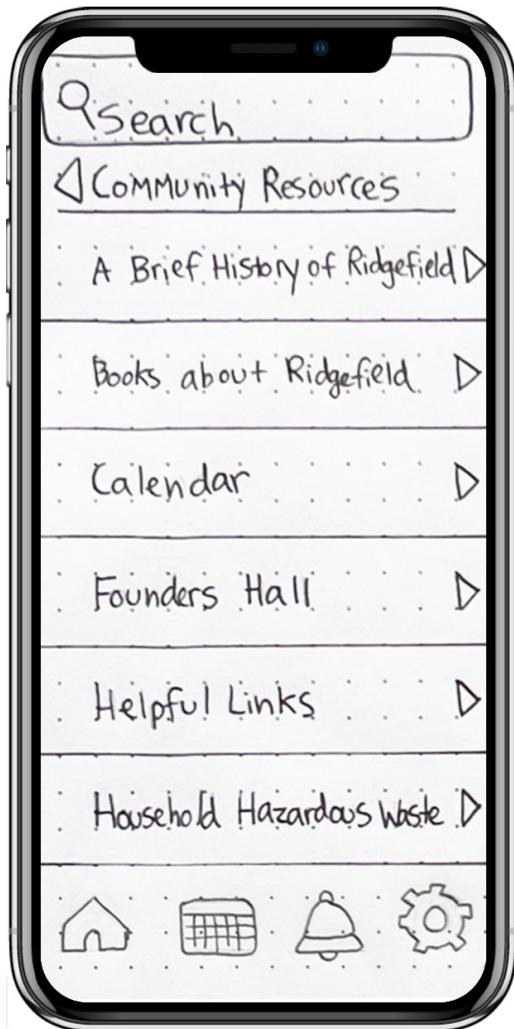 Search
Community Resources
A Brief History of Ridgefield
Books about Ridgefield
Calendar
Founders Hall
Helpful Links
Household Hazardous Waste